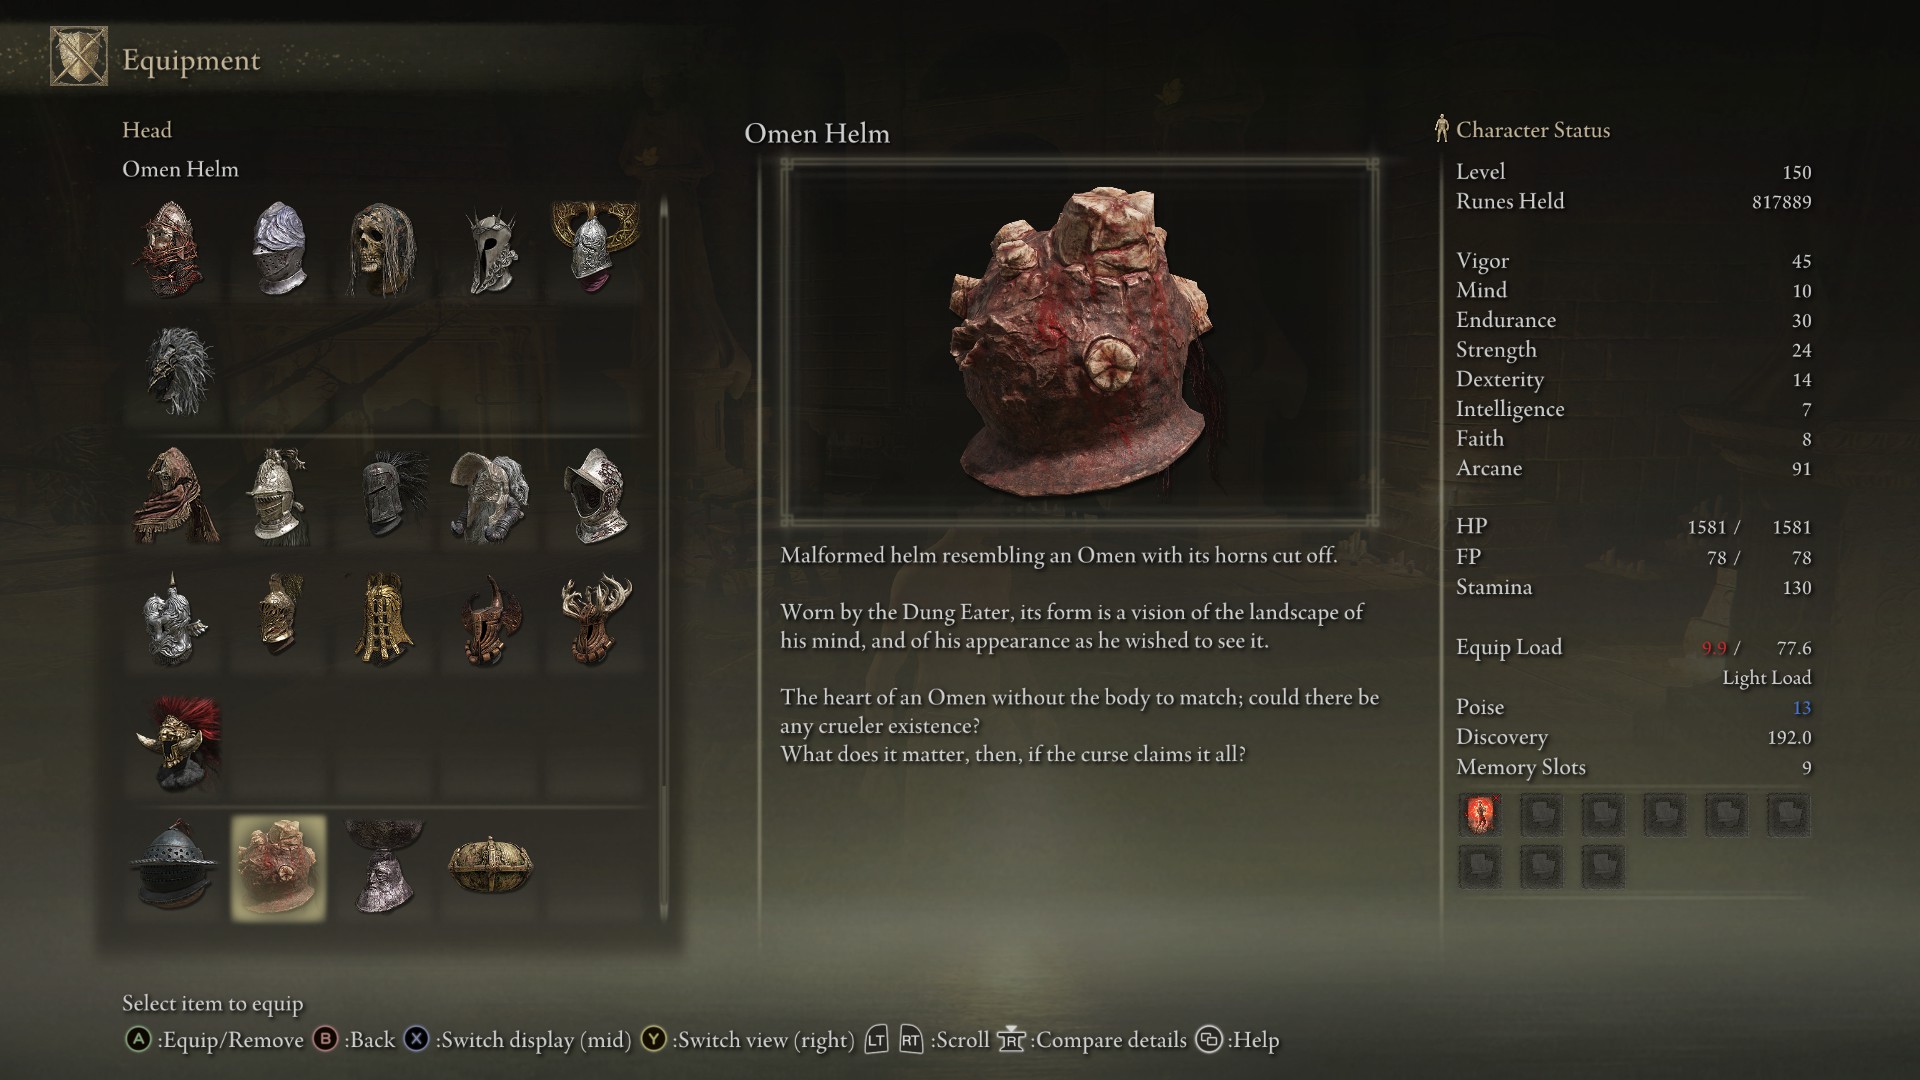 Equipment
Head
Omen Helm
Omen Helm
Malformed helm resembling an Omen with its horns cut off.
Worn by the Dung Eater, its form is a vision of the landscape of
his mind, and of his appearance as he wished to see it.
The heart of an Omen without the body to match; could there be
any crueler existence?
What does it matter, then, if the curse claims it all?
Character Status
Level 150
Runes Held 817889
Vigor 45
Mind 10
Endurance 30
Strength 24
Dexterity 14
Intelligence 7
Faith 8
Arcane 91
HP 1581 / 1581
FP 78 / 78
Stamina 130
Equip Load 9.9 / 77.6
Light Load
Poise 13
Discovery 192.0
Memory Slots 9
Select item to equip
A :Equip/Remove B :Back X :Switch display (mid) Y :Switch view (right) LT RT :Scroll R :Compare details :Help